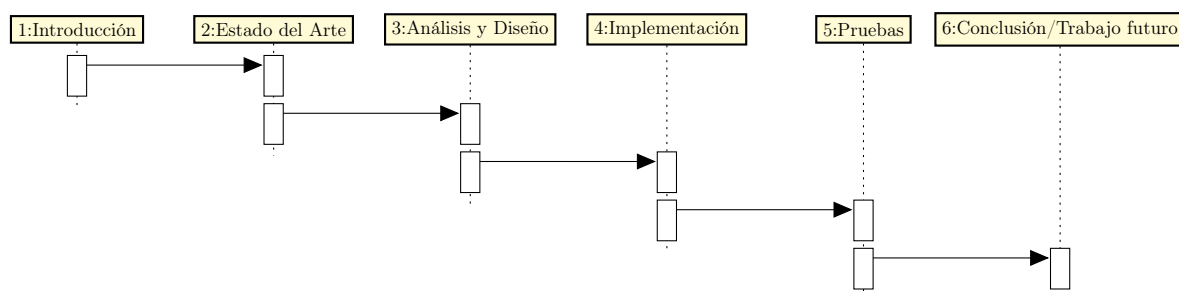 1:Introducción
2:Estado del Arte
3:Análisis y Diseño
4:Implementación
5:Pruebas
6:Conclusión/Trabajo futuro